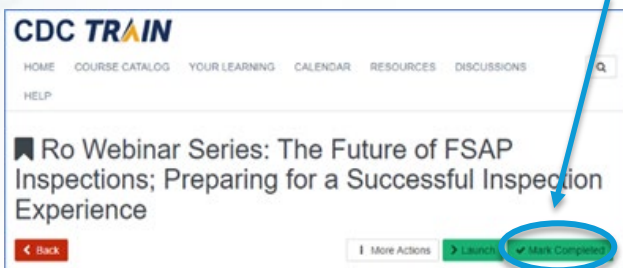 CDC TRAIN
HOME COURSE CATALOG YOUR LEARNING CALENDAR RESOURCES DISCUSSIONS
HELP
Ro Webinar Series: The Future of FSAP
Inspections; Preparing for a Successful Inspection
Experience
Back More Actions Launch Mark Completed